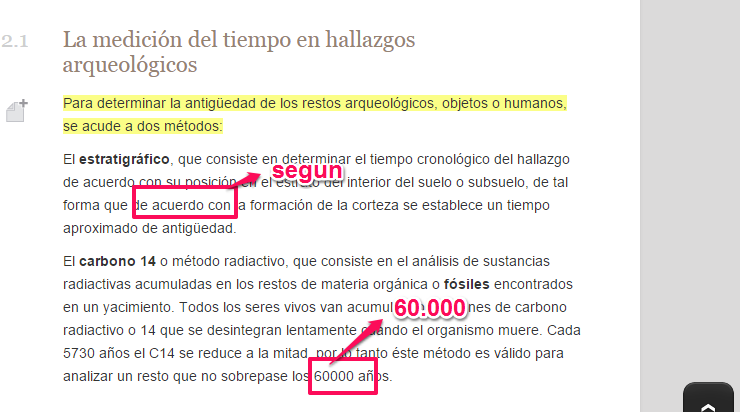 2.1 La medición del tiempo en hallazgos
arqueológicos
Para determinar la antigüedad de los restos arqueológicos, objetos o humanos,
se acude a dos métodos:
El estratigráfico, que consiste en determinar el tiempo cronológico del hallazgo
segun
de acuerdo con su posición en el estrato del interior del suelo o subsuelo, de tal
forma que de acuerdo con la formación de la corteza se establece un tiempo
aproximado de antigüedad.
El carbono 14 o método radiactivo, que consiste en el análisis de sustancias
radiactivas acumuladas en los restos de materia orgánica o fósiles encontrados
en un yacimiento. Todos los seres vivos van acumul nes de carbono
60.000
radiactivo o 14 que se desintegran lentamente cuando el organismo muere. Cada
5730 años el C14 se reduce a la mitad, por lo tanto éste método es válido para
analizar un resto que no sobrepase los 60000 años.